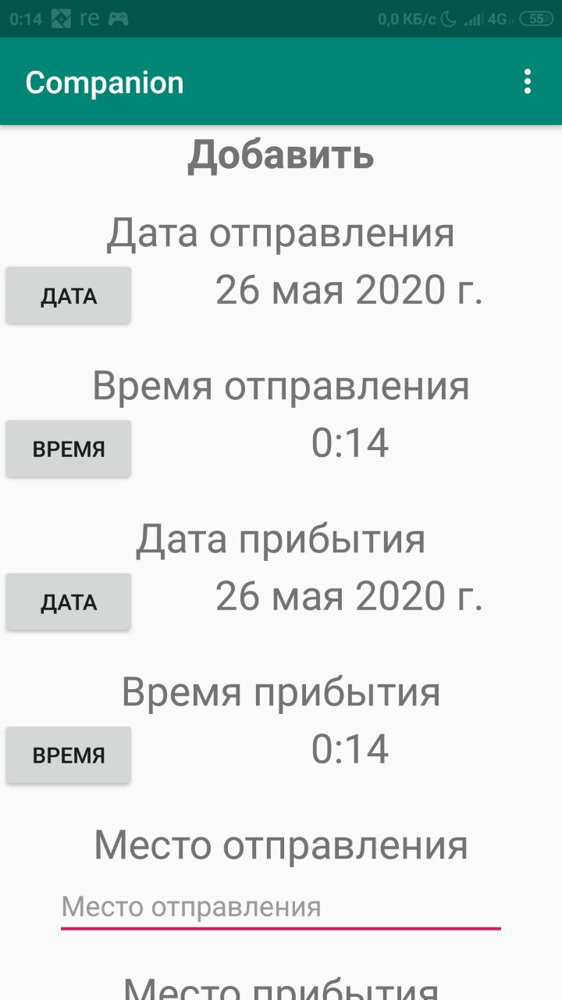 0:14 re 0,0 КБ/с 4G 55
Companion
Добавить
Дата отправления
ДАТА 26 мая 2020 г.
Время отправления
ВРЕМЯ 0:14
Дата прибытия
ДАТА 26 мая 2020 г.
Время прибытия
ВРЕМЯ 0:14
Место отправления
Место отправления
Место прибытия